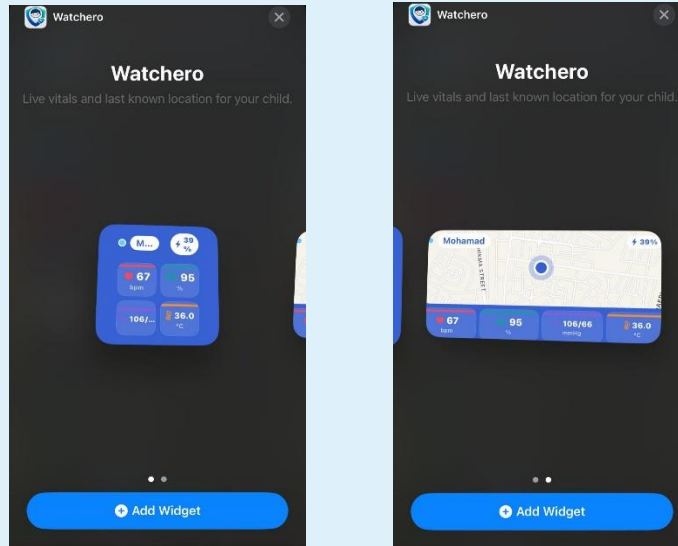 Watchero
Watchero
Live vitals and last known location for your child.
M...
39
%
67
bpm
95
%
106/...
36.0
°C
Add Widget
Watchero
Watchero
Live vitals and last known location for your child.
Mohamad
39%
STREET
67
bpm
95
%
106/66
mmHg
36.0
°C
Add Widget